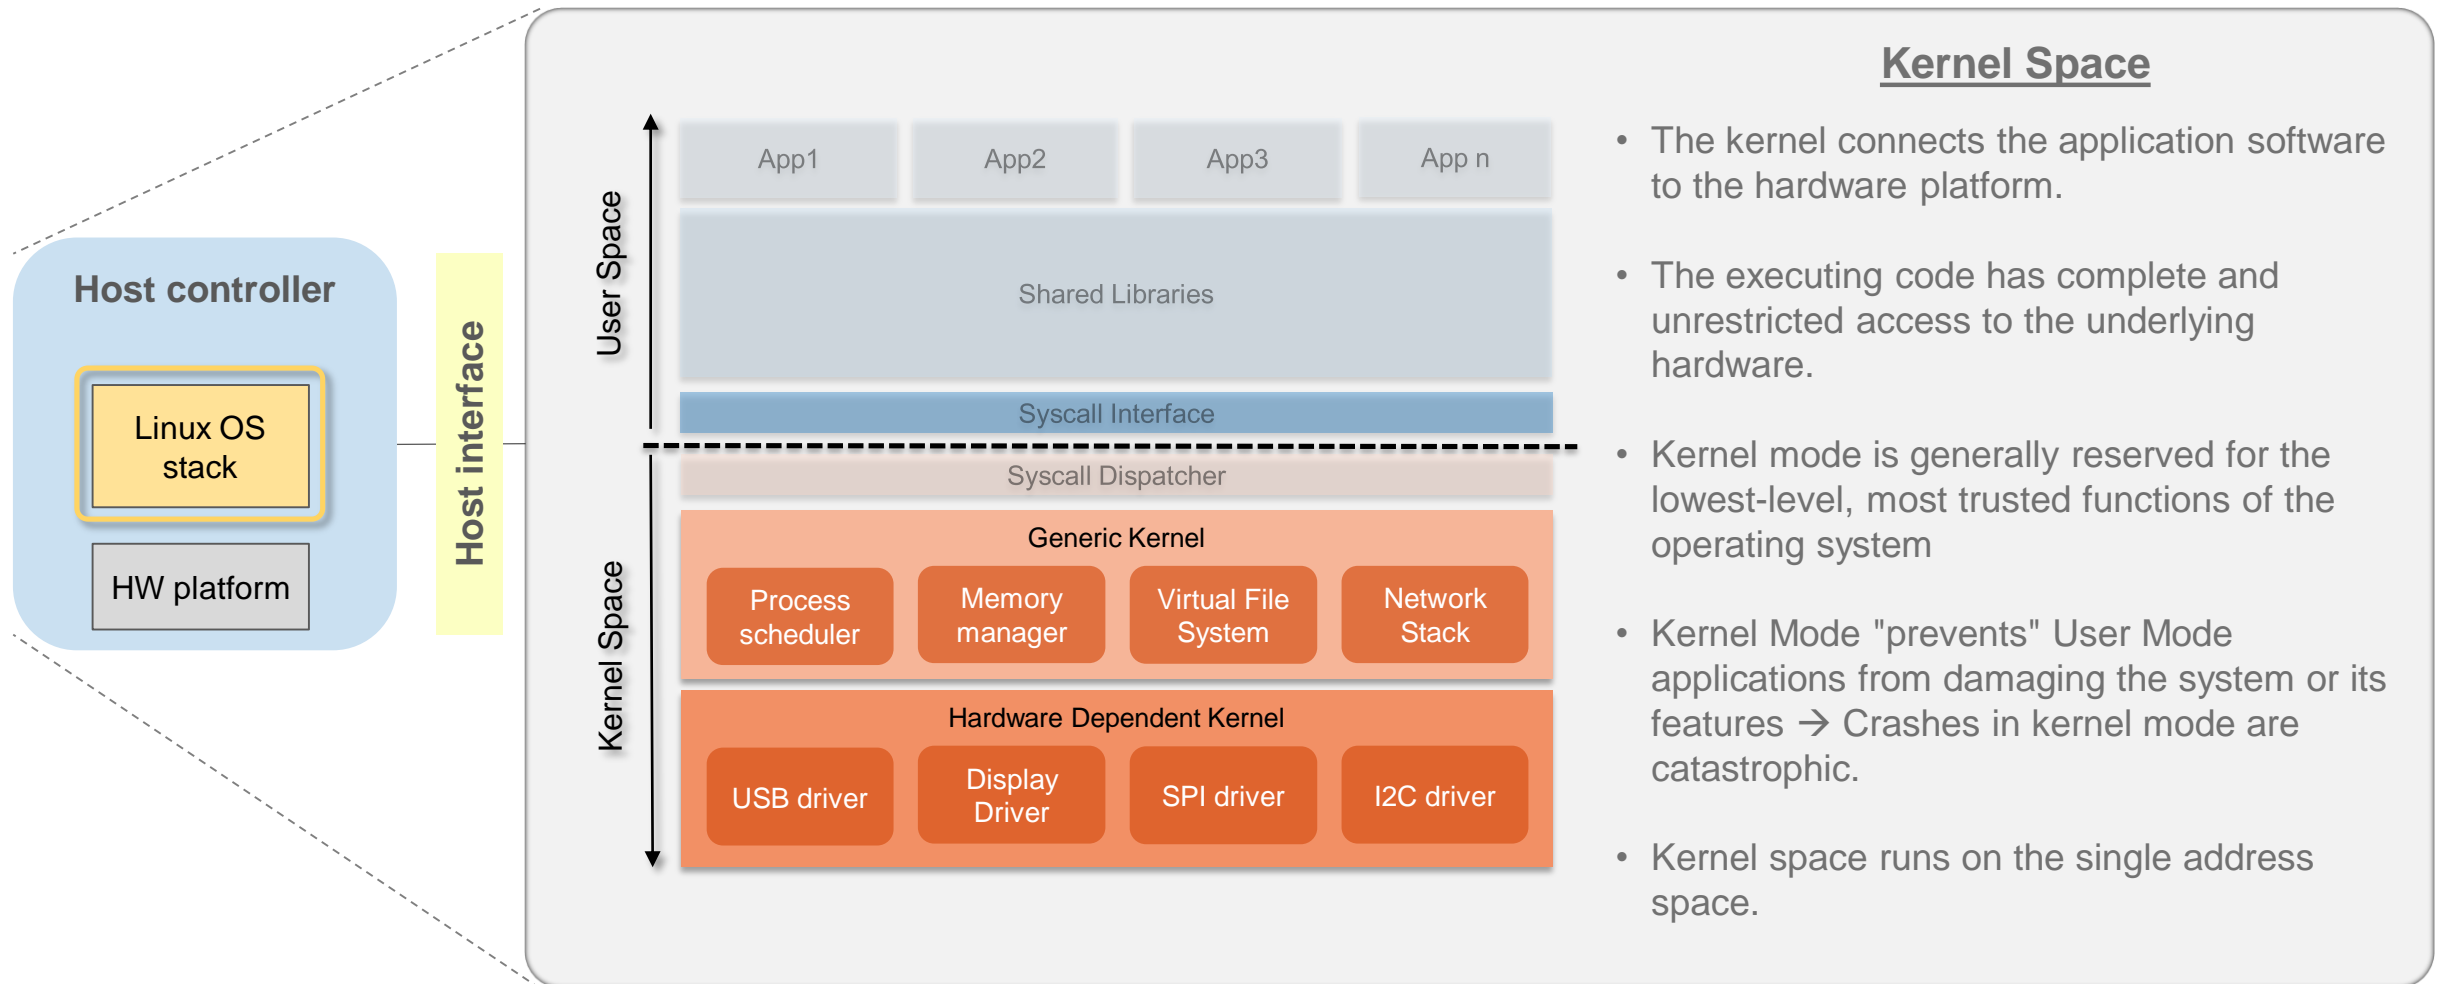 Host controller
Linux OS
stack
HW platform
Host interface
User Space
Kernel Space
App1
App2
App3
App n
Shared Libraries
Syscall Interface
Syscall Dispatcher
Generic Kernel
Process
scheduler
Memory
manager
Virtual File
System
Network
Stack
Hardware Dependent Kernel
USB driver
Display
Driver
SPI driver
I2C driver
Kernel Space
• The kernel connects the application software
to the hardware platform.
• The executing code has complete and
unrestricted access to the underlying
hardware.
• Kernel mode is generally reserved for the
lowest-level, most trusted functions of the
operating system
• Kernel Mode "prevents" User Mode
applications from damaging the system or its
features → Crashes in kernel mode are
catastrophic.
• Kernel space runs on the single address
space.